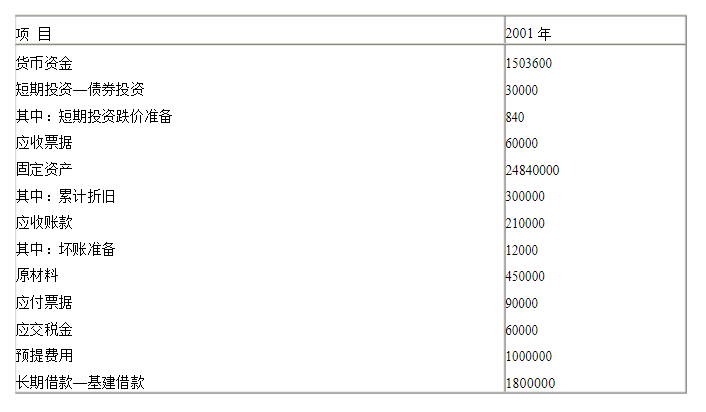 项 目 2001 年
货币资金 1503600
短期投资—债券投资 30000
其中：短期投资跌价准备 840
应收票据 60000
固定资产 24840000
其中：累计折旧 300000
应收账款 210000
其中：坏账准备 12000
原材料 450000
应付票据 90000
应交税金 60000
预提费用 1000000
长期借款—基建借款 1800000